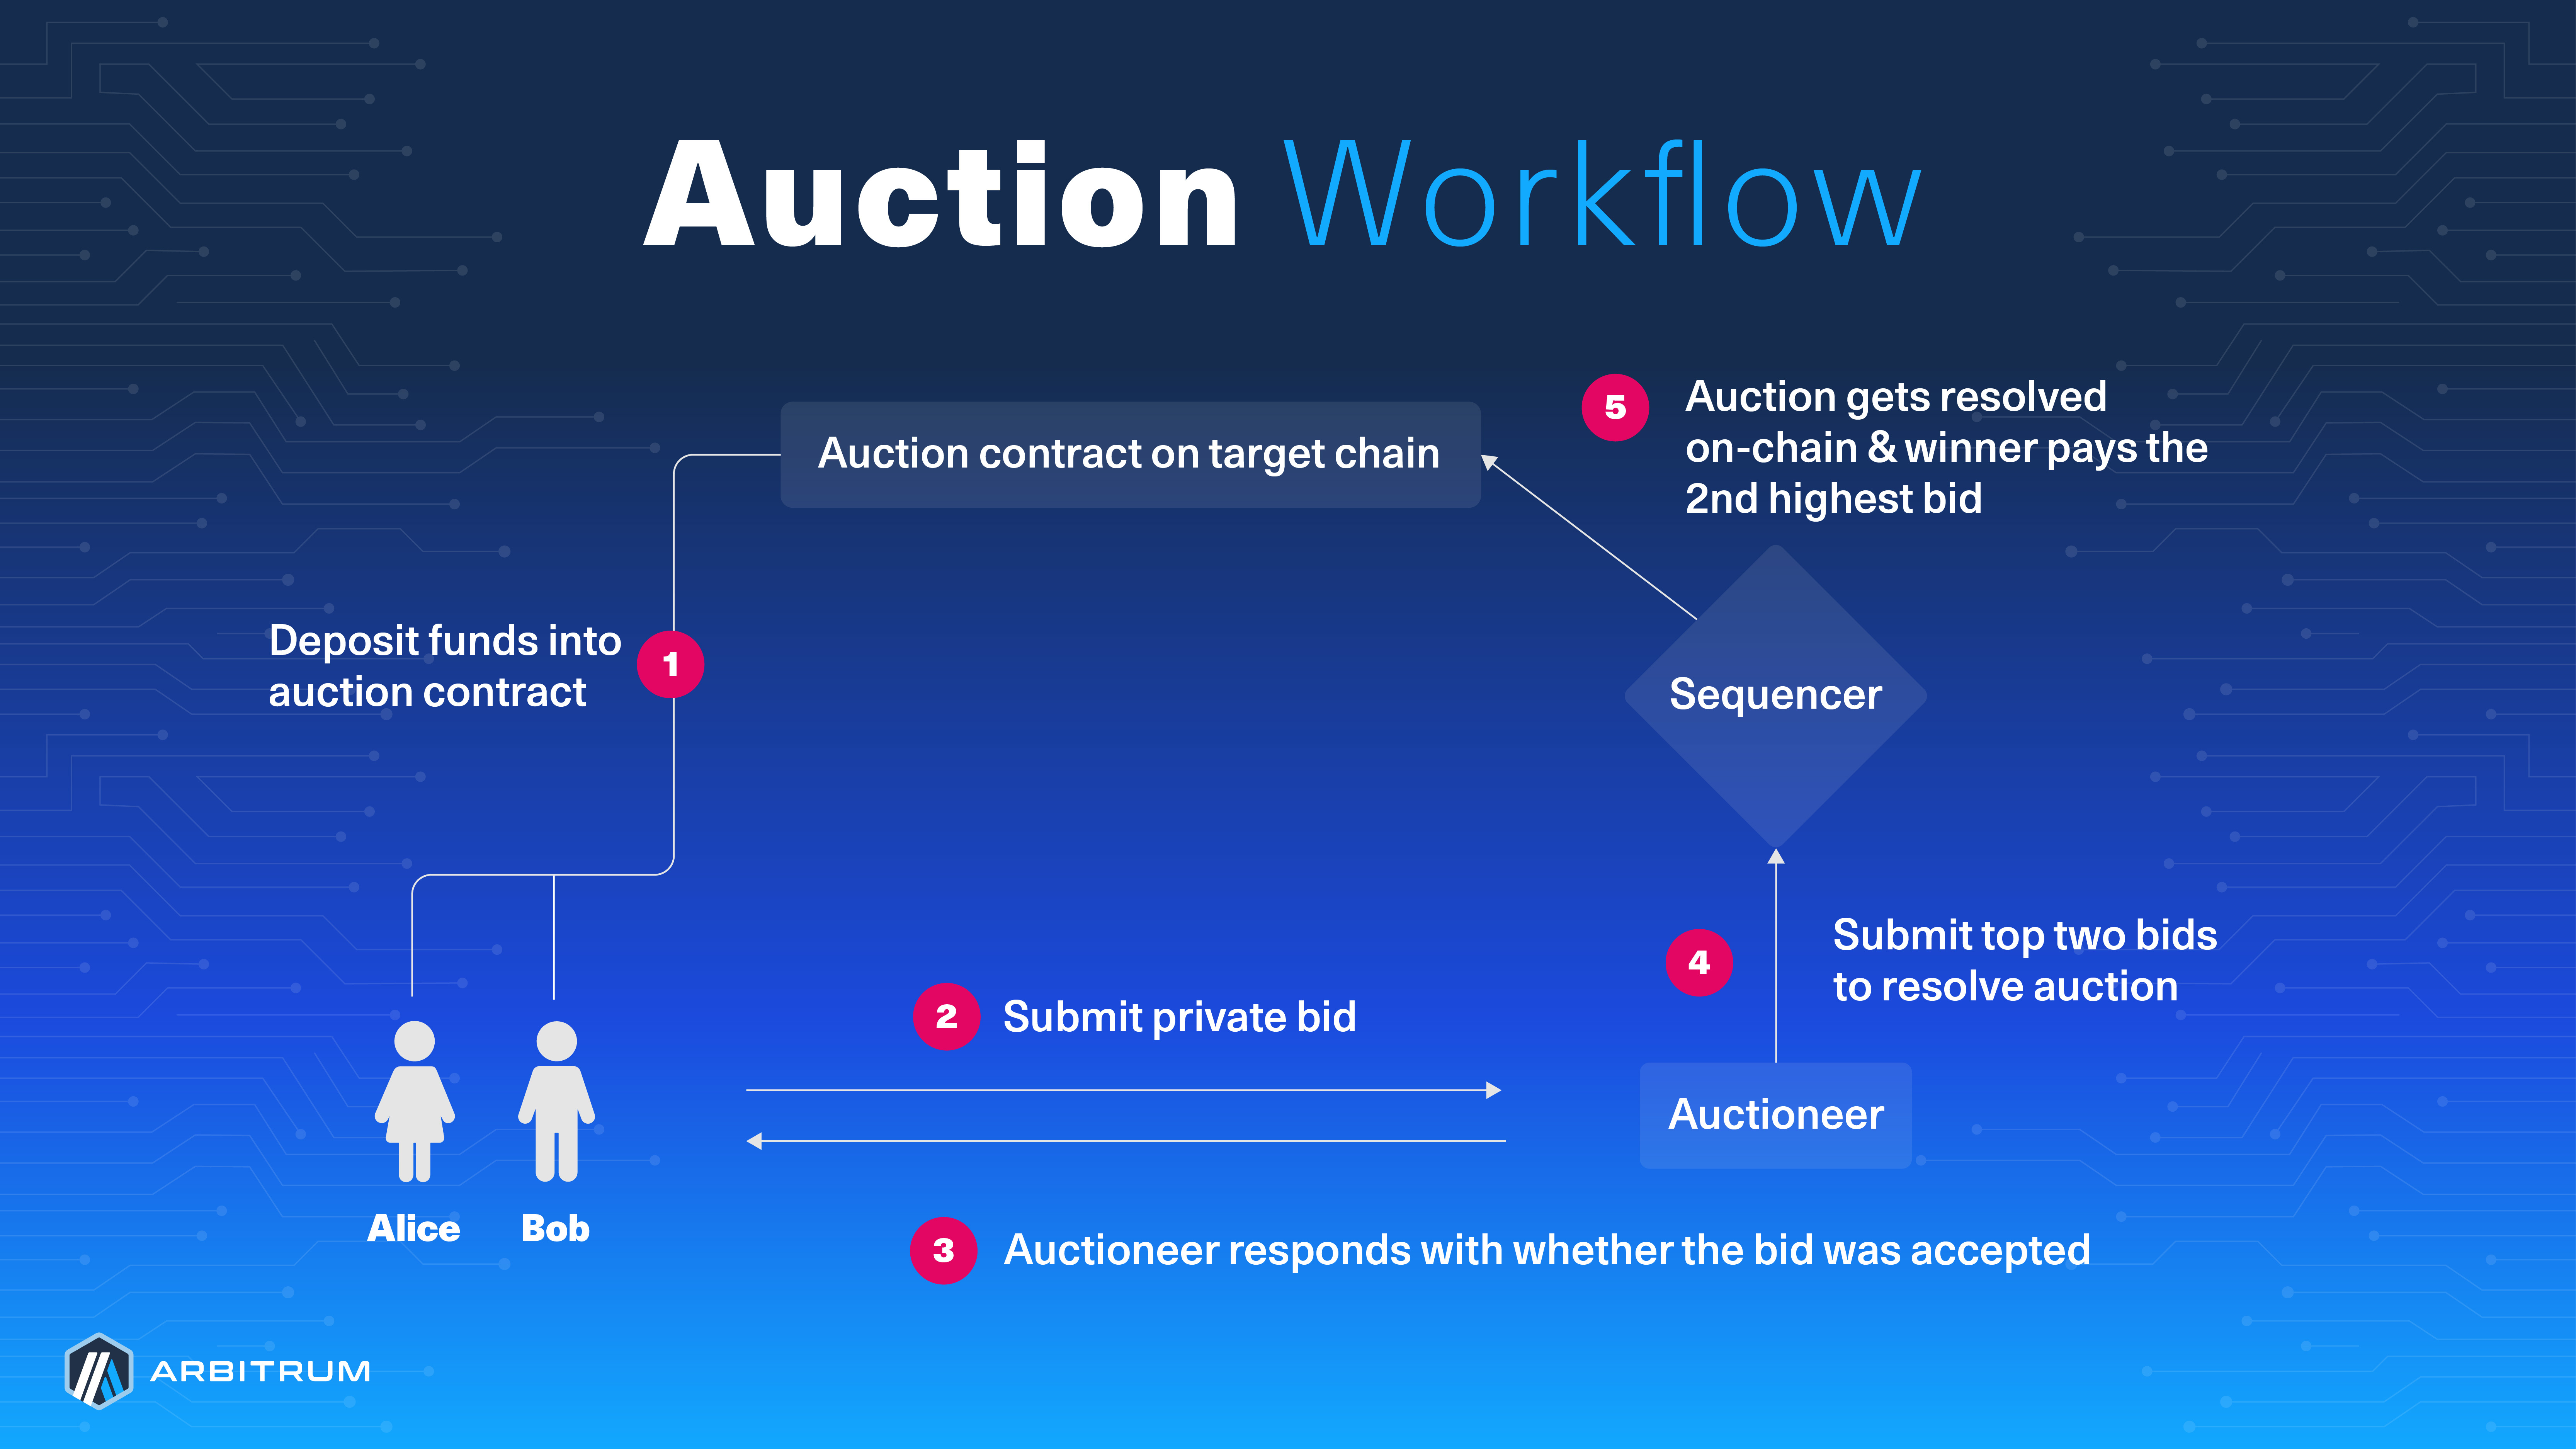 Auction Workflow
Auction contract on target chain
5
Auction gets resolved
on-chain & winner pays the
2nd highest bid
Deposit funds into
auction contract
1
Sequencer
4
Submit top two bids
to resolve auction
2
Submit private bid
Auctioneer
Alice
Bob
3
Auctioneer responds with whether the bid was accepted
ARBITRUM